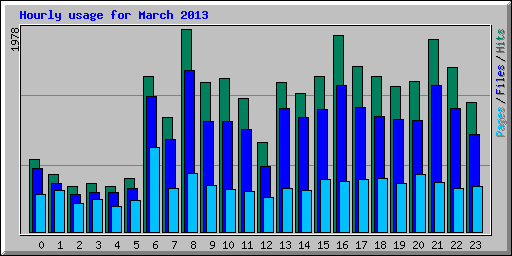 Hourly usage for March 2013
1978
Pages/Files/Hits
0 1 2 3 4 5 6 7 8 9 10 11 12 13 14 15 16 17 18 19 20 21 22 23